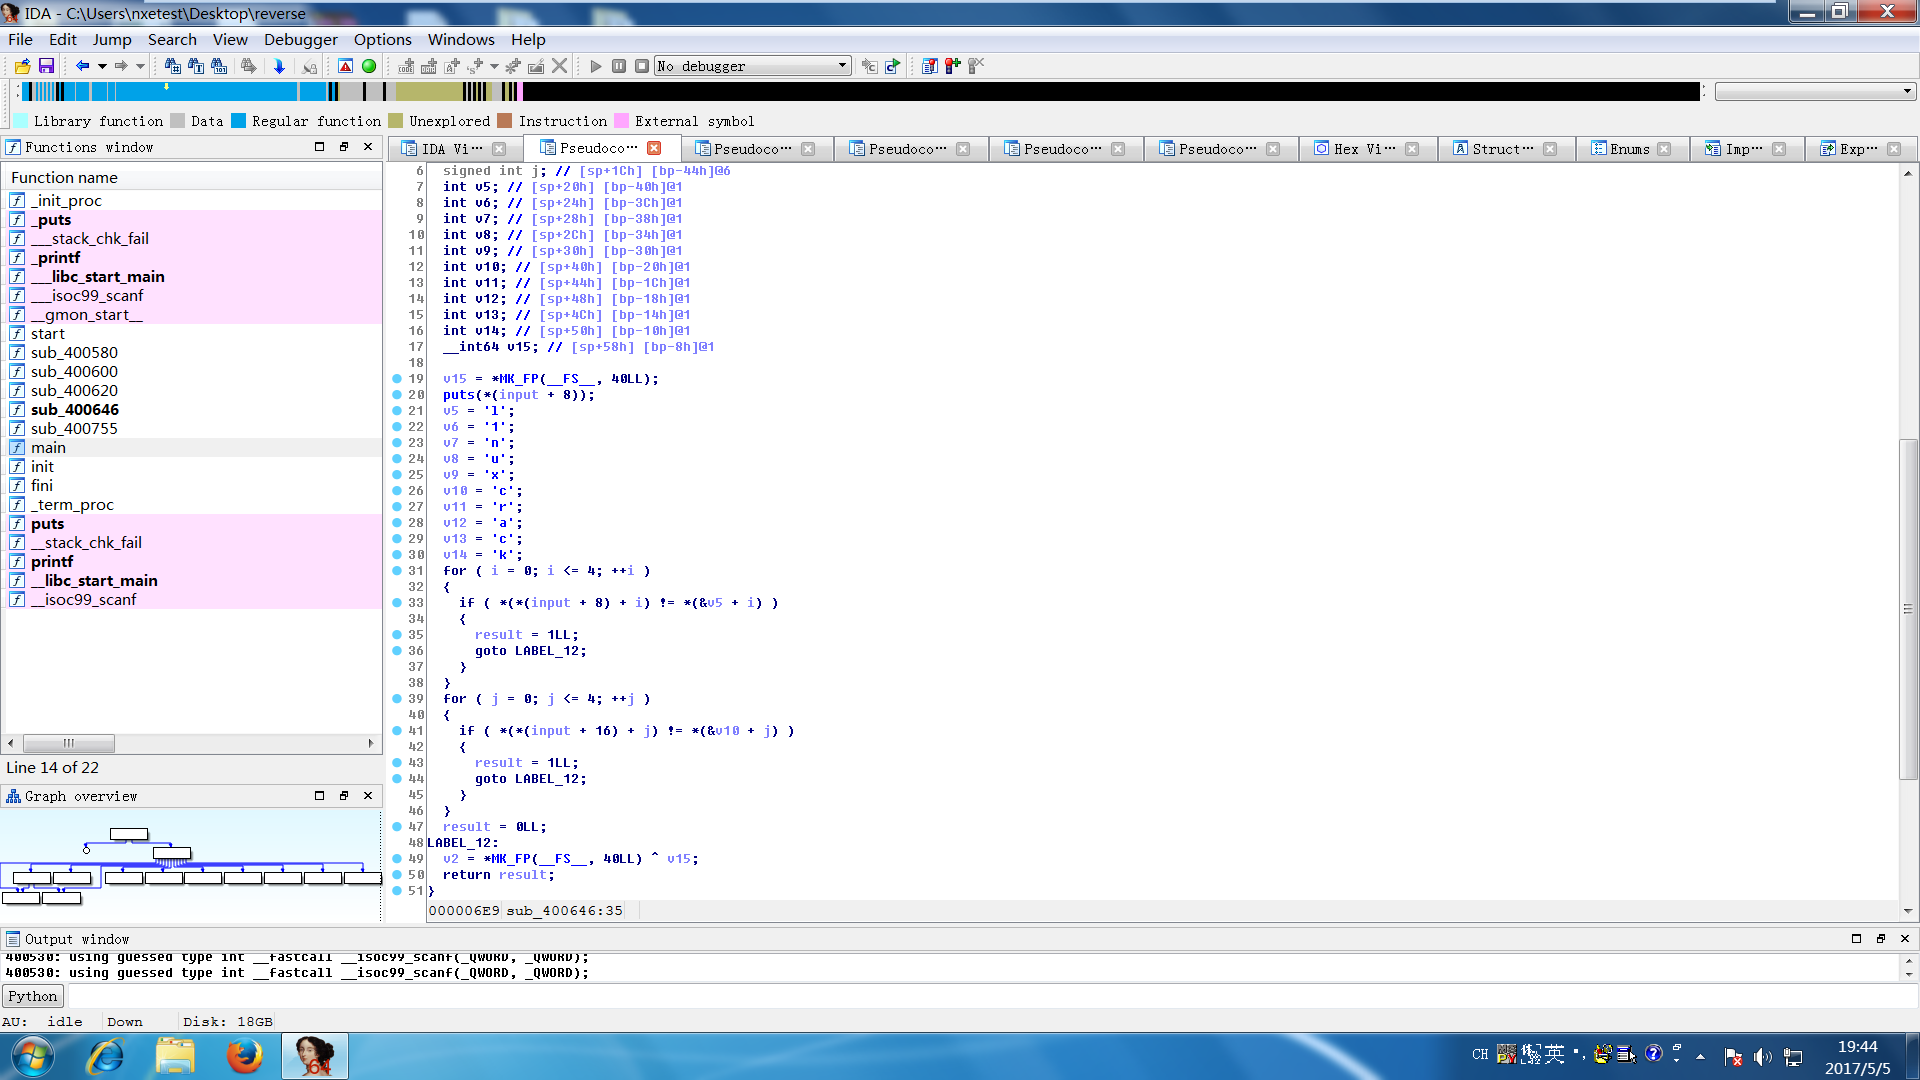 IDA - C:\Users\nxetest\Desktop\reverse
File Edit Jump Search View Debugger Options Windows Help
No debugger
Library function Data Regular function Unexplored Instruction External symbol
Functions window
IDA Vi··· Pseudoco··· Pseudoco··· Pseudoco··· Pseudoco··· Pseudoco··· Hex Vi··· Struct··· Enums Imp··· Exp···
Function name
_init_proc
_puts
___stack_chk_fail
_printf
___libc_start_main
___isoc99_scanf
__gmon_start__
start
sub_400580
sub_400600
sub_400620
sub_400646
sub_400755
main
init
fini
_term_proc
puts
__stack_chk_fail
printf
__libc_start_main
__isoc99_scanf
Line 14 of 22
Graph overview
6 signed int j; // [sp+1Ch] [bp-44h]@6
7 int v5; // [sp+20h] [bp-40h]@1
8 int v6; // [sp+24h] [bp-3Ch]@1
9 int v7; // [sp+28h] [bp-38h]@1
10 int v8; // [sp+2Ch] [bp-34h]@1
11 int v9; // [sp+30h] [bp-30h]@1
12 int v10; // [sp+40h] [bp-20h]@1
13 int v11; // [sp+44h] [bp-1Ch]@1
14 int v12; // [sp+48h] [bp-18h]@1
15 int v13; // [sp+4Ch] [bp-14h]@1
16 int v14; // [sp+50h] [bp-10h]@1
17 __int64 v15; // [sp+58h] [bp-8h]@1
18
19 v15 = *MK_FP(__FS__, 40LL);
20 puts(*(input + 8));
21 v5 = 'l';
22 v6 = '1';
23 v7 = 'n';
24 v8 = 'u';
25 v9 = 'x';
26 v10 = 'c';
27 v11 = 'r';
28 v12 = 'a';
29 v13 = 'c';
30 v14 = 'k';
31 for ( i = 0; i <= 4; ++i )
32 {
33 if ( *(*(input + 8) + i) != *(&v5 + i) )
34 {
35 result = 1LL;
36 goto LABEL_12;
37 }
38 }
39 for ( j = 0; j <= 4; ++j )
40 {
41 if ( *(*(input + 16) + j) != *(&v10 + j) )
42 {
43 result = 1LL;
44 goto LABEL_12;
45 }
46 }
47 result = 0LL;
48 LABEL_12:
49 v2 = *MK_FP(__FS__, 40LL) ^ v15;
50 return result;
51 }
000006E9 sub_400646:35
Output window
400530: using guessed type int __fastcall __isoc99_scanf(_QWORD, _QWORD);
400530: using guessed type int __fastcall __isoc99_scanf(_QWORD, _QWORD);
Python
AU: idle Down Disk: 18GB
64
CH 英
19:44
2017/5/5